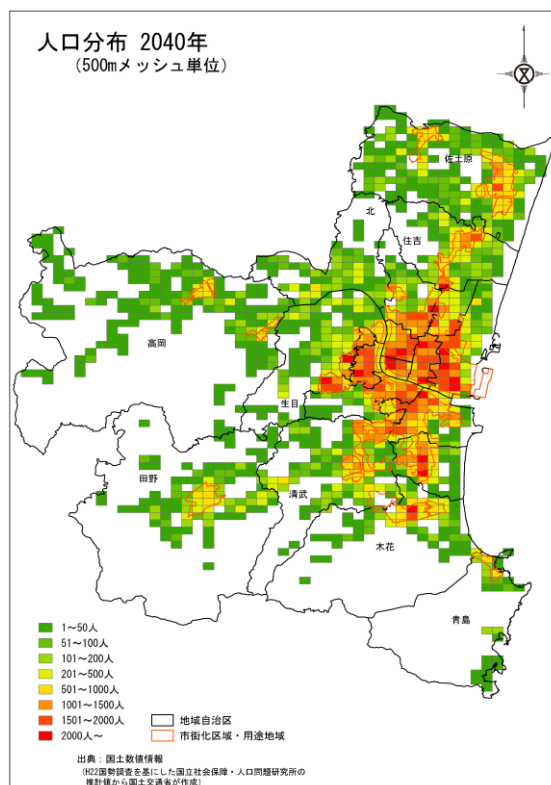 人口分布 2040年
(500mメッシュ単位)
佐土原
北
住吉
高岡
生目
田野
清武
木花
青島
1～50人
51～100人
101～200人
201～500人
501～1000人
1001～1500人
1501～2000人
2000人～
地域自治区
市街化区域・用途地域
出典：国土数値情報
(H22国勢調査を基にした国立社会保障・人口問題研究所の
推計値から国土交通省が作成)